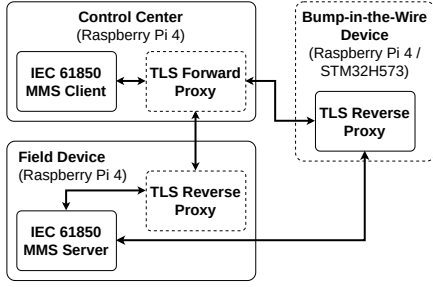 Control Center
(Raspberry Pi 4)
IEC 61850
MMS Client
TLS Forward
Proxy
Bump-in-the-Wire
Device
(Raspberry Pi 4 /
STM32H573)
TLS Reverse
Proxy
Field Device
(Raspberry Pi 4)
TLS Reverse
Proxy
IEC 61850
MMS Server